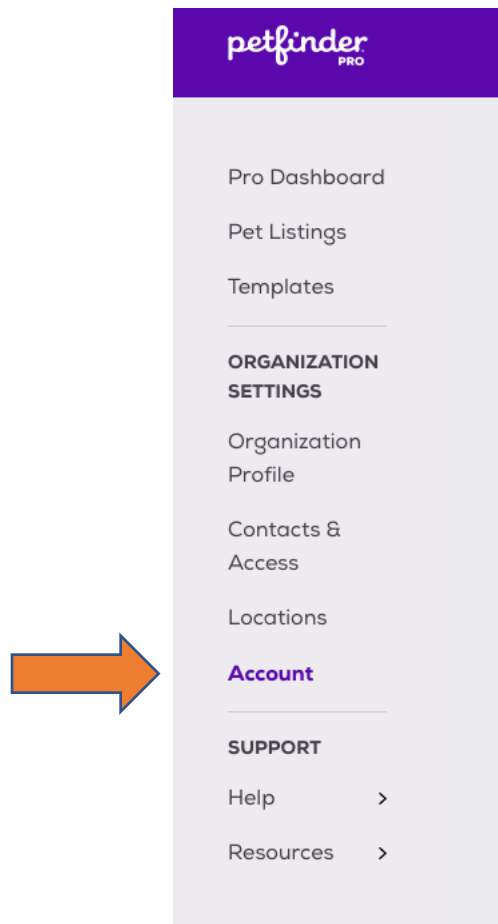 petfinder
PRO
Pro Dashboard
Pet Listings
Templates
ORGANIZATION
SETTINGS
Organization
Profile
Contacts &
Access
Locations
Account
SUPPORT
Help >
Resources >